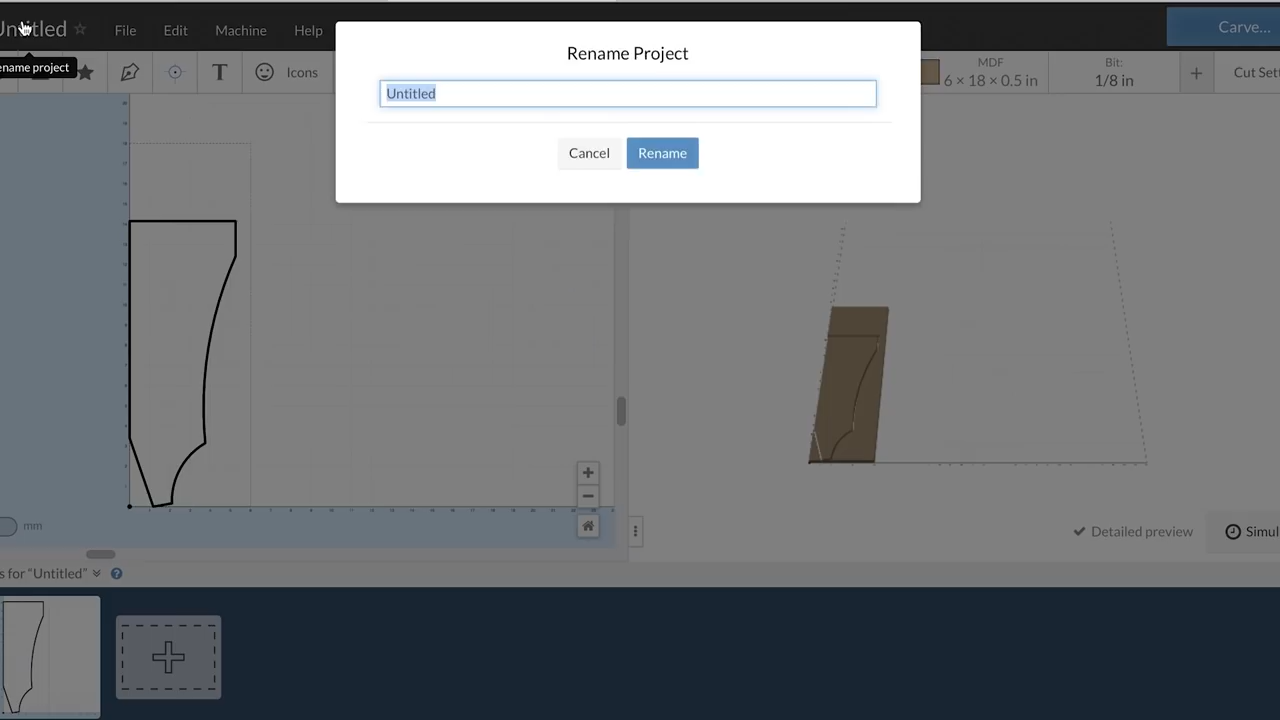 Untitled
File
Edit
Machine
Help
Carve...
ename project
T
Icons
MDF
6 × 18 × 0.5 in
Bit:
1/8 in
Cut Set
Rename Project
Untitled
Cancel
Rename
mm
Detailed preview
Simul
s for “Untitled”